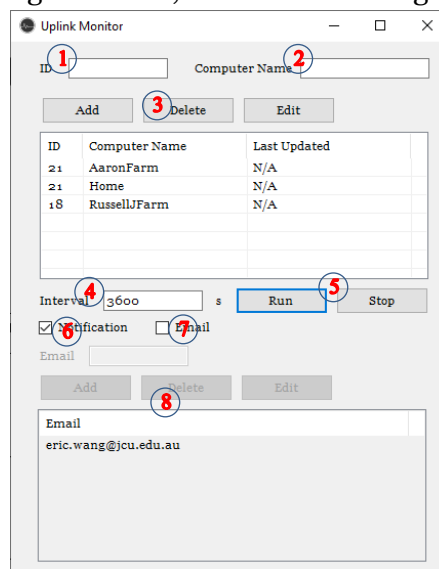 Uplink Monitor
1 2
ID Computer Name
3
Add Delete Edit
ID Computer Name Last Updated
21 AaronFarm N/A
21 Home N/A
18 RussellJFarm N/A
4 5
Interval 3600 s Run Stop
6 7
Notification Email
Email
Add Delete Edit
8
Email
eric.wang@jcu.edu.au